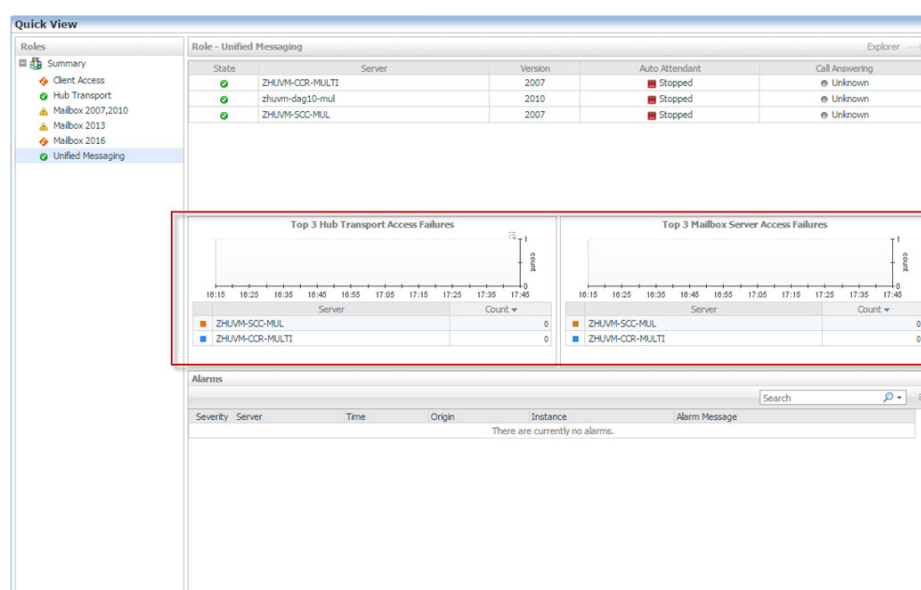 Quick View
Roles
Summary
Client Access
Hub Transport
Mailbox 2007,2010
Mailbox 2013
Mailbox 2016
Unified Messaging
Role - Unified Messaging Explorer
State Server Version Auto Attendant Call Answering
ZHUVM-CCR-MULTI 2007 Stopped Unknown
zhuvm-dag10-mul 2010 Stopped Unknown
ZHUVM-SCC-MUL 2007 Stopped Unknown
Top 3 Hub Transport Access Failures
1
count
0
16:15 16:25 16:35 16:45 16:55 17:05 17:15 17:25 17:35 17:45
Server Count
ZHUVM-SCC-MUL 0
ZHUVM-CCR-MULTI 0
Top 3 Mailbox Server Access Failures
1
count
0
16:15 16:25 16:35 16:45 16:55 17:05 17:15 17:25 17:35 17:45
Server Count
ZHUVM-SCC-MUL 0
ZHUVM-CCR-MULTI 0
Alarms
Search
Severity Server Time Origin Instance Alarm Message
There are currently no alarms.